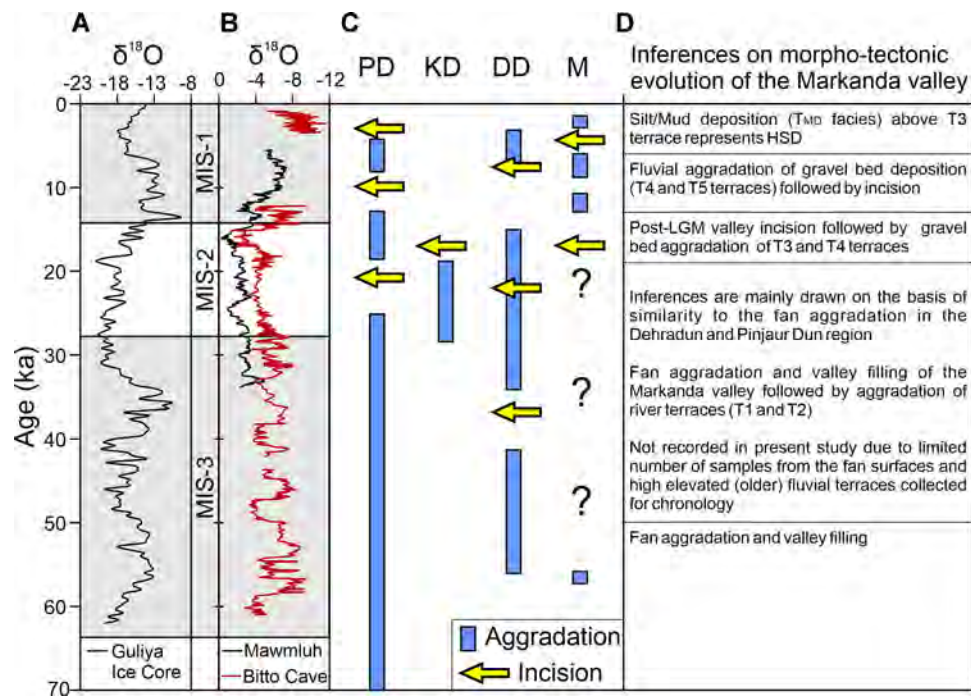 A
B
C
D
δ18O
δ18O
PD
KD
DD
M
Inferences on morpho-tectonic
evolution of the Markanda valley
-23 -18 -13 -8
0 -4 -8 -12
0
10
20
30
40
50
60
70
Age (ka)
MIS-1
MIS-2
MIS-3
?
?
?
Silt/Mud deposition (TMD facies) above T3
terrace represents HSD
Fluvial aggradation of gravel bed deposition
(T4 and T5 terraces) followed by incision
Post-LGM valley incision followed by gravel
bed aggradation of T3 and T4 terraces
Inferences are mainly drawn on the basis of
similarity to the fan aggradation in the
Dehradun and Pinjaur Dun region
Fan aggradation and valley filling of the
Markanda valley followed by aggradation of
river terraces (T1 and T2)
Not recorded in present study due to limited
number of samples from the fan surfaces and
high elevated (older) fluvial terraces collected
for chronology
Fan aggradation and valley filling
Guliya
Ice Core
Mawmluh
Bitto Cave
Aggradation
Incision